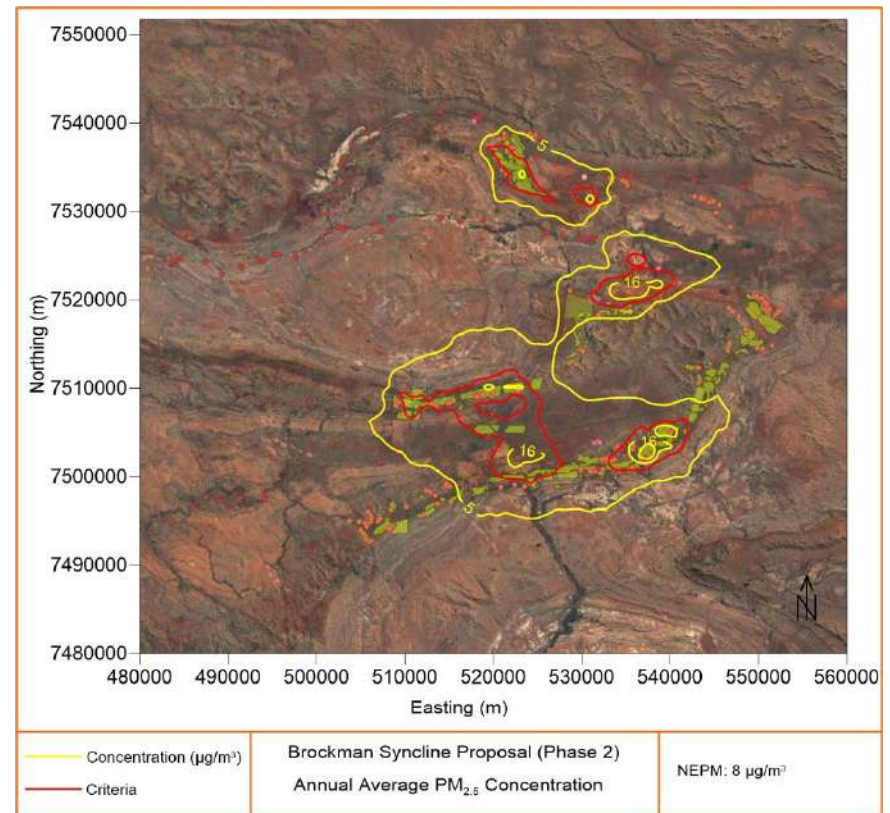 7550000
7540000
7530000
7520000
7510000
7500000
7490000
7480000
Northing (m)
5
16
16
16
5
N
480000 490000 500000 510000 520000 530000 540000 550000 560000
Easting (m)
Concentration (µg/m³)
Criteria
Brockman Syncline Proposal (Phase 2)
Annual Average PM2.5 Concentration
NEPM: 8 µg/m³